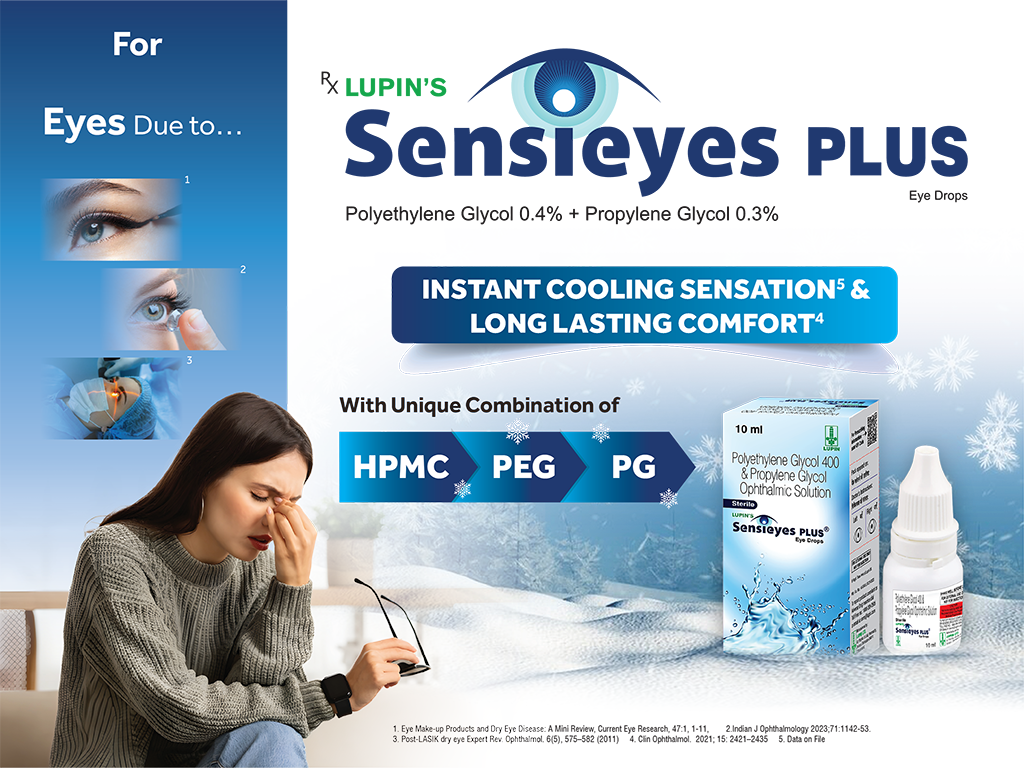 For
Eyes Due to...
1
2
3
Rx LUPIN'S
Sensieyes PLUS
Eye Drops
Polyethylene Glycol 0.4% + Propylene Glycol 0.3%
INSTANT COOLING SENSATION5 &
LONG LASTING COMFORT4
With Unique Combination of
HPMC PEG PG
10 ml
LUPIN
Polyethylene Glycol 400
& Propylene Glycol
Ophthalmic Solution
Sterile
LUPIN'S
Sensieyes PLUS®
Eye Drops
Sensieyes PLUS
10 ml
1. Eye Make-up Products and Dry Eye Disease: A Mini Review, Current Eye Research, 47:1, 1-11, 2.Indian J Ophthalmology 2023;71:1142-53.
3. Post-LASIK dry eye Expert Rev. Ophthalmol. 6(5), 575–582 (2011) 4. Clin Ophthalmol. 2021; 15: 2421–2435 5. Data on File